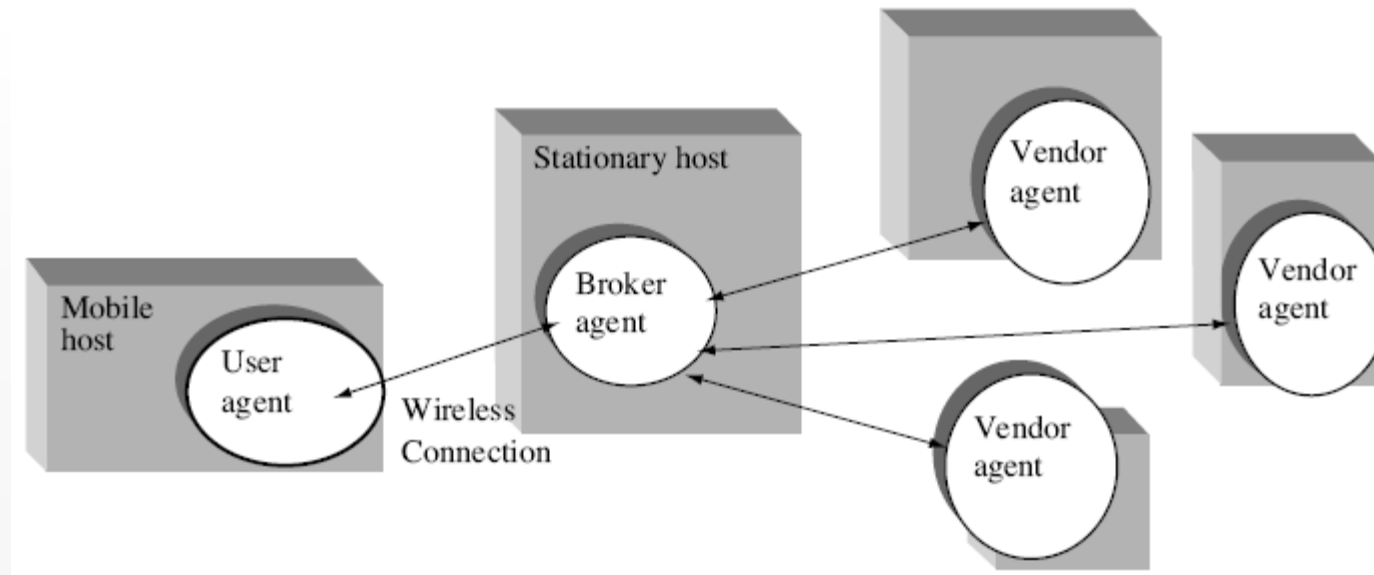 Mobile
host
User
agent
Wireless
Connection
Stationary host
Broker
agent
Vendor
agent
Vendor
agent
Vendor
agent